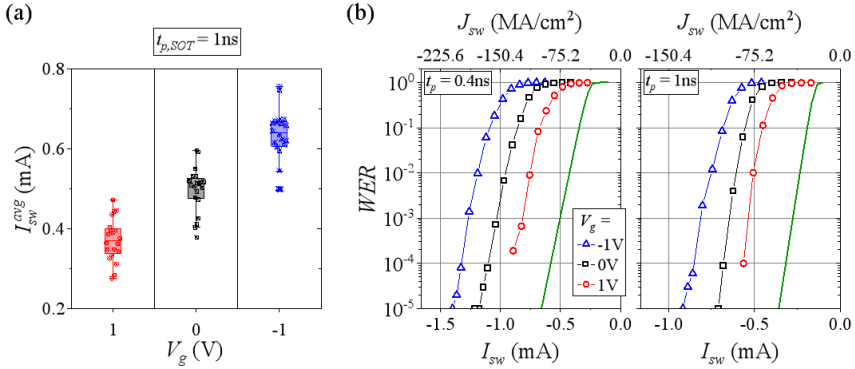 (a)
t_p,SOT = 1ns
I_sw^avg (mA)
0.8
0.6
0.4
0.2
1 0 -1
V_g (V)
(b)
J_sw (MA/cm²) J_sw (MA/cm²)
-225.6 -150.4 -75.2 0.0 -150.4 -75.2 0.0
t_p = 0.4ns t_p = 1ns
WER
10⁰
10⁻¹
10⁻²
10⁻³
10⁻⁴
10⁻⁵
V_g =
-1V
0V
1V
-1.5 -1.0 -0.5 0.0 -1.0 -0.5 0.0
I_sw (mA) I_sw (mA)